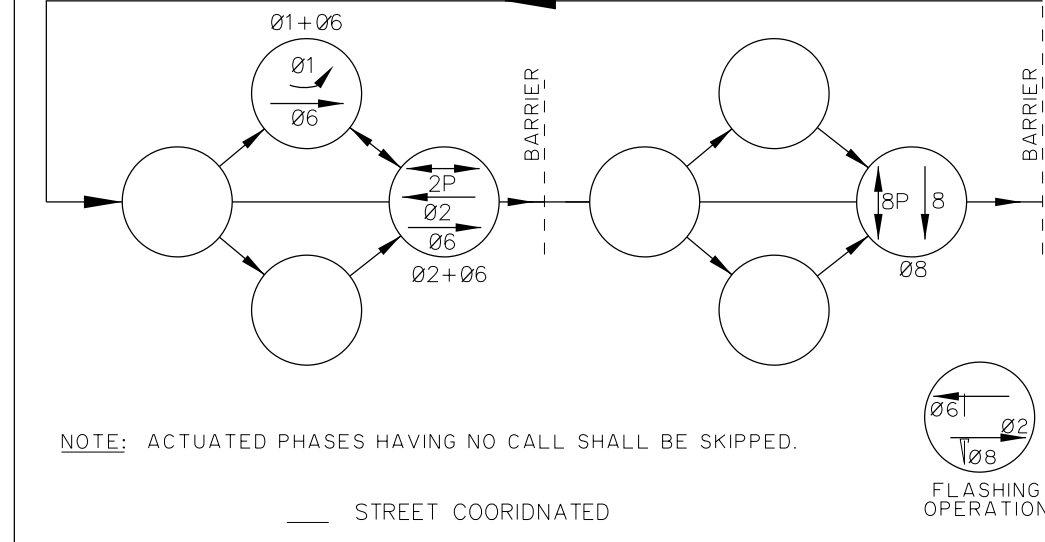 Ø1+Ø6
Ø1
Ø6
2P
Ø2
Ø6
Ø2+Ø6
BARRIER
8P 8
Ø8
BARRIER
Ø6
Ø2
Ø8
FLASHING
OPERATION
NOTE: ACTUATED PHASES HAVING NO CALL SHALL BE SKIPPED.
___ STREET COORIDNATED